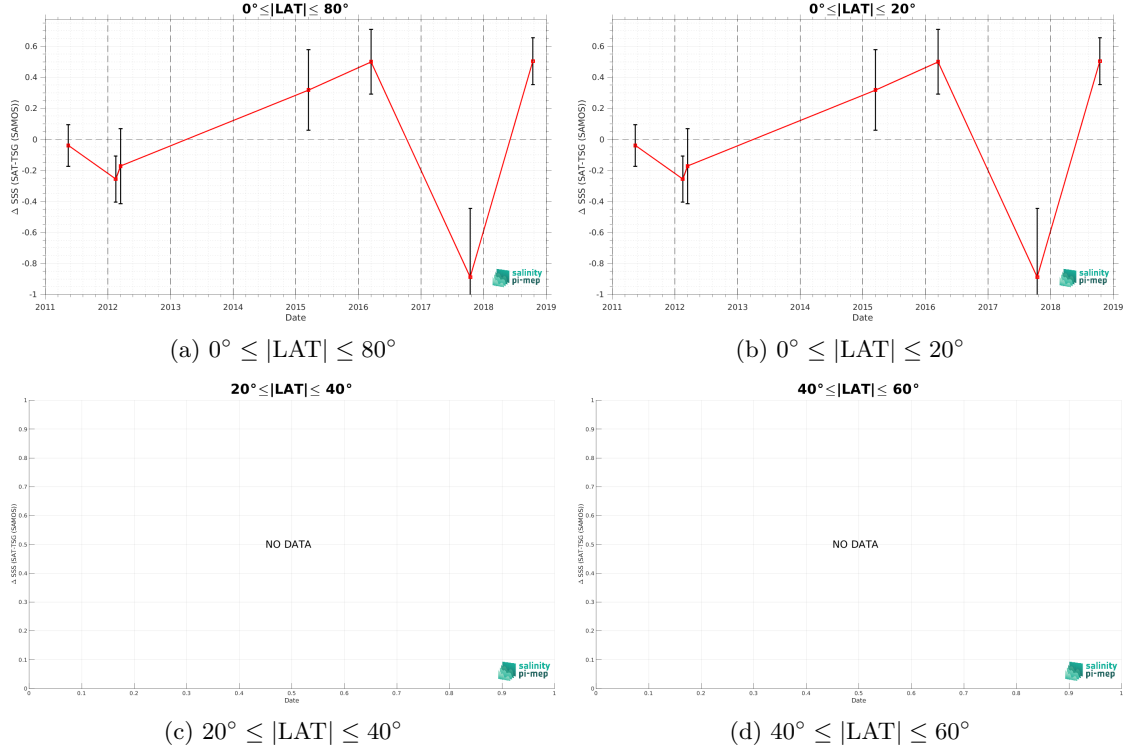 0°≤|LAT|≤ 80°
Δ SSS (SAT-TSG (SAMOS))
0.6
0.4
0.2
0
-0.2
-0.4
-0.6
-0.8
-1
2011 2012 2013 2014 2015 2016 2017 2018 2019
Date
salinity
pi-mep
(a) 0° ≤ |LAT| ≤ 80°
0°≤|LAT|≤ 20°
Δ SSS (SAT-TSG (SAMOS))
0.6
0.4
0.2
0
-0.2
-0.4
-0.6
-0.8
-1
2011 2012 2013 2014 2015 2016 2017 2018 2019
Date
salinity
pi-mep
(b) 0° ≤ |LAT| ≤ 20°
20°≤|LAT|≤ 40°
Δ SSS (SAT-TSG (SAMOS))
1
0.9
0.8
0.7
0.6
0.5
0.4
0.3
0.2
0.1
0
NO DATA
0 0.1 0.2 0.3 0.4 0.5 0.6 0.7 0.8 0.9 1
Date
salinity
pi-mep
(c) 20° ≤ |LAT| ≤ 40°
40°≤|LAT|≤ 60°
Δ SSS (SAT-TSG (SAMOS))
1
0.9
0.8
0.7
0.6
0.5
0.4
0.3
0.2
0.1
0
NO DATA
0 0.1 0.2 0.3 0.4 0.5 0.6 0.7 0.8 0.9 1
Date
salinity
pi-mep
(d) 40° ≤ |LAT| ≤ 60°